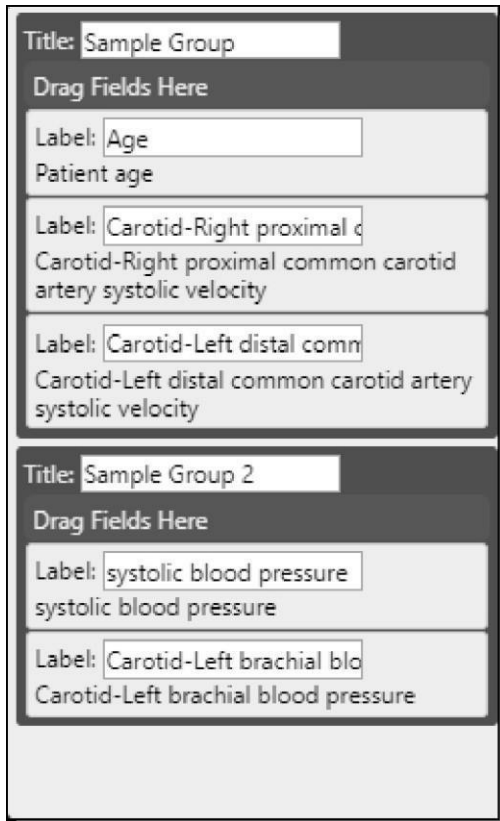 Title: Sample Group
Drag Fields Here
Label: Age
Patient age
Label: Carotid-Right proximal c
Carotid-Right proximal common carotid
artery systolic velocity
Label: Carotid-Left distal comm
Carotid-Left distal common carotid artery
systolic velocity
Title: Sample Group 2
Drag Fields Here
Label: systolic blood pressure
systolic blood pressure
Label: Carotid-Left brachial blo
Carotid-Left brachial blood pressure